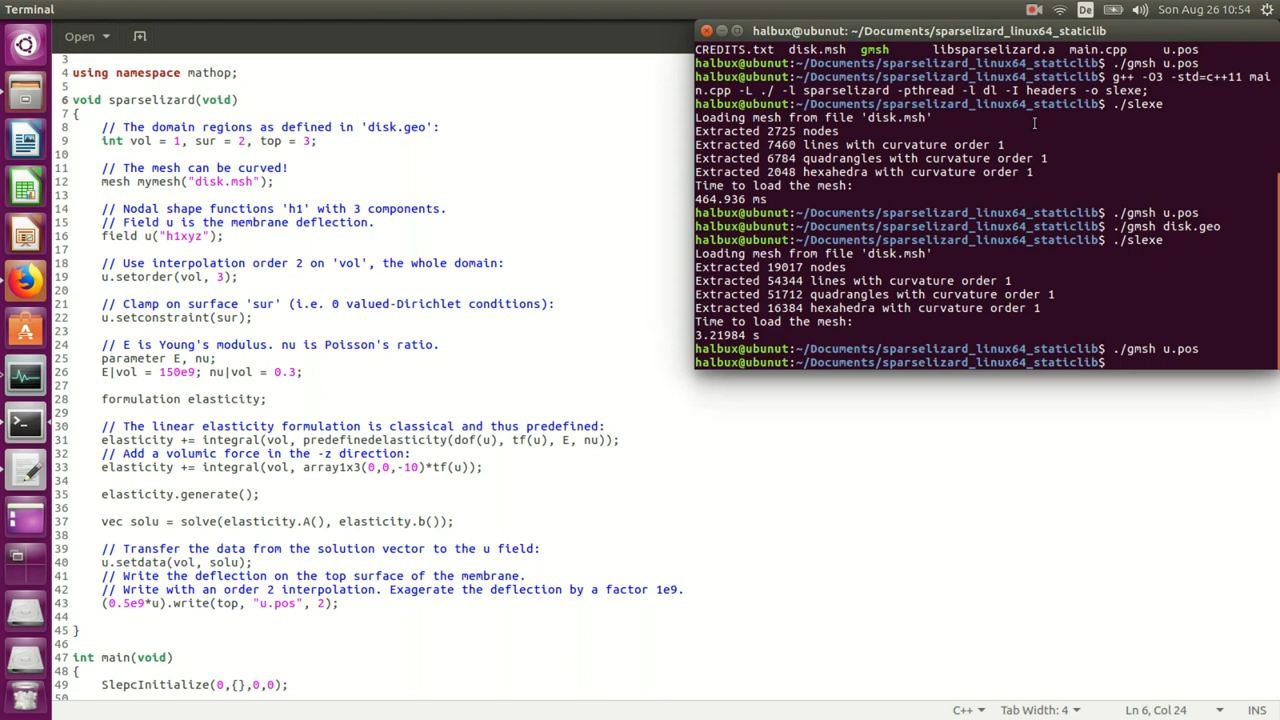 Terminal
De
Sun Aug 26 10:54
Open
3
4 using namespace mathop;
5
6 void sparselizard(void)
7 {
8 // The domain regions as defined in 'disk.geo':
9 int vol = 1, sur = 2, top = 3;
10
11 // The mesh can be curved!
12 mesh mymesh("disk.msh");
13
14 // Nodal shape functions 'h1' with 3 components.
15 // Field u is the membrane deflection.
16 field u("h1xyz");
17
18 // Use interpolation order 2 on 'vol', the whole domain:
19 u.setorder(vol, 3);
20
21 // Clamp on surface 'sur' (i.e. 0 valued-Dirichlet conditions):
22 u.setconstraint(sur);
23
24 // E is Young's modulus. nu is Poisson's ratio.
25 parameter E, nu;
26 E|vol = 150e9; nu|vol = 0.3;
27
28 formulation elasticity;
29
30 // The linear elasticity formulation is classical and thus predefined:
31 elasticity += integral(vol, predefinedelasticity(dof(u), tf(u), E, nu));
32 // Add a volumic force in the -z direction:
33 elasticity += integral(vol, array1x3(0,0,-10)*tf(u));
34
35 elasticity.generate();
36
37 vec solu = solve(elasticity.A(), elasticity.b());
38
39 // Transfer the data from the solution vector to the u field:
40 u.setdata(vol, solu);
41 // Write the deflection on the top surface of the membrane.
42 // Write with an order 2 interpolation. Exagerate the deflection by a factor 1e9.
43 (0.5e9*u).write(top, "u.pos", 2);
44
45 }
46
47 int main(void)
48 {
49 SlepcInitialize(0,{},0,0);
50
halbux@ubunut: ~/Documents/sparselizard_linux64_staticlib
CREDITS.txt disk.msh gmsh libsparselizard.a main.cpp u.pos
halbux@ubunut:~/Documents/sparselizard_linux64_staticlib$ ./gmsh u.pos
halbux@ubunut:~/Documents/sparselizard_linux64_staticlib$ g++ -O3 -std=c++11 mai
n.cpp -L ./ -l sparselizard -pthread -l dl -I headers -o slexe;
halbux@ubunut:~/Documents/sparselizard_linux64_staticlib$ ./slexe
Loading mesh from file 'disk.msh'
Extracted 2725 nodes
Extracted 7460 lines with curvature order 1
Extracted 6784 quadrangles with curvature order 1
Extracted 2048 hexahedra with curvature order 1
Time to load the mesh:
464.936 ms
halbux@ubunut:~/Documents/sparselizard_linux64_staticlib$ ./gmsh u.pos
halbux@ubunut:~/Documents/sparselizard_linux64_staticlib$ ./gmsh disk.geo
halbux@ubunut:~/Documents/sparselizard_linux64_staticlib$ ./slexe
Loading mesh from file 'disk.msh'
Extracted 19017 nodes
Extracted 54344 lines with curvature order 1
Extracted 51712 quadrangles with curvature order 1
Extracted 16384 hexahedra with curvature order 1
Time to load the mesh:
3.21984 s
halbux@ubunut:~/Documents/sparselizard_linux64_staticlib$ ./gmsh u.pos
halbux@ubunut:~/Documents/sparselizard_linux64_staticlib$
C++
Tab Width: 4
Ln 6, Col 24
INS